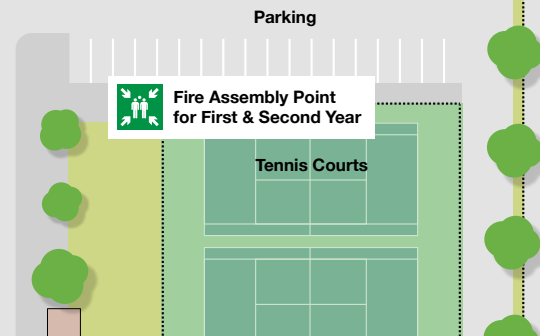 Parking
Fire Assembly Point
for First & Second Year
Tennis Courts